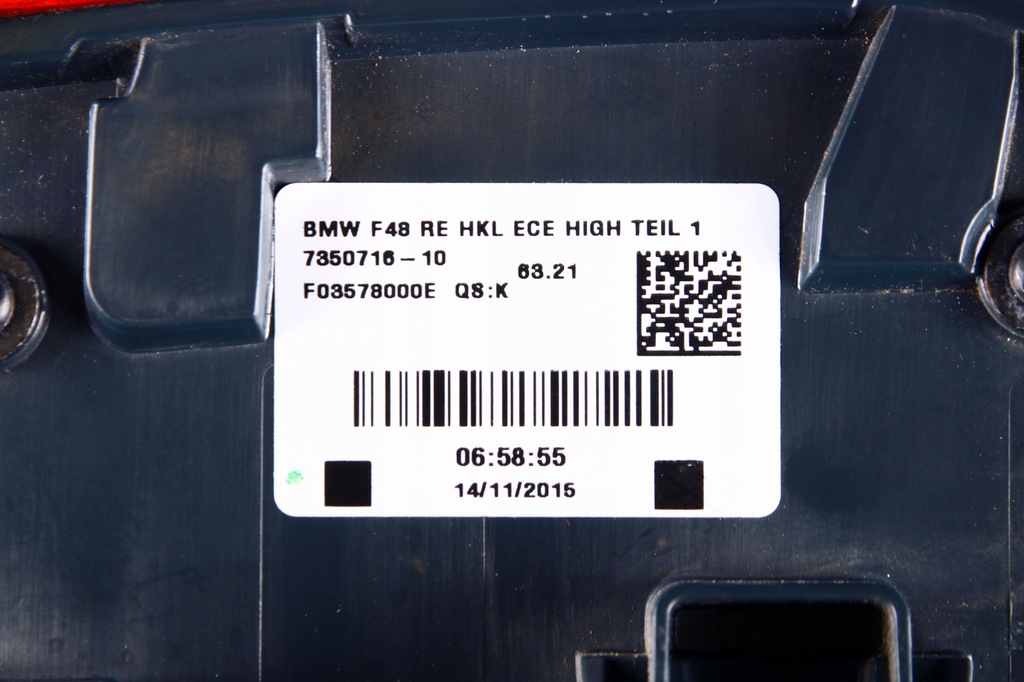 BMW F48 RE HKL ECE HIGH TEIL 1
7350716-10
63.21
F03578000E QS:K
06:58:55
14/11/2015